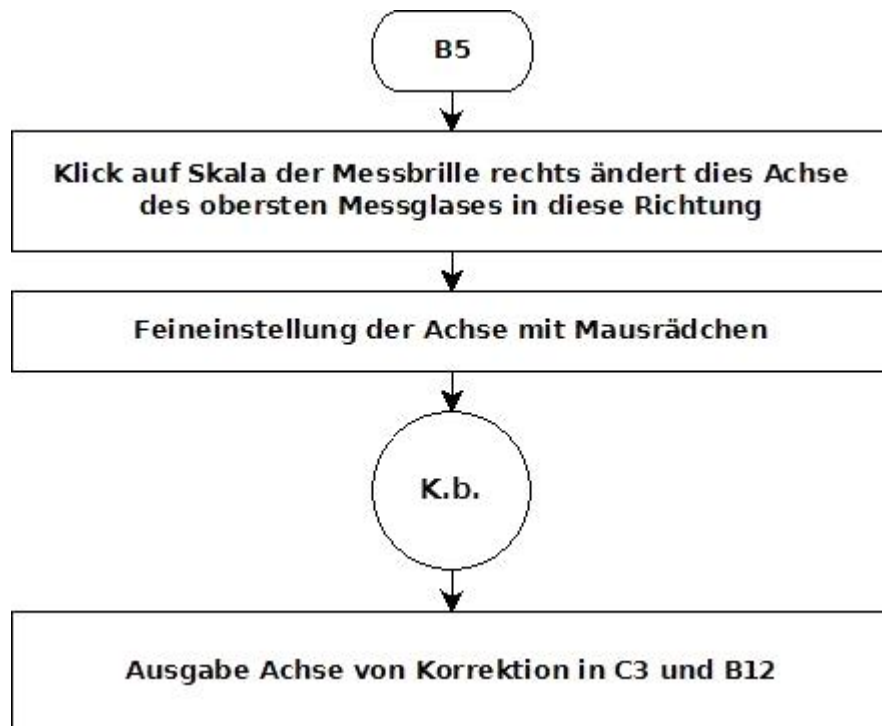 B5
Klick auf Skala der Messbrille rechts ändert dies Achse
des obersten Messglases in diese Richtung
Feineinstellung der Achse mit Mausrädchen
K.b.
Ausgabe Achse von Korrektion in C3 und B12